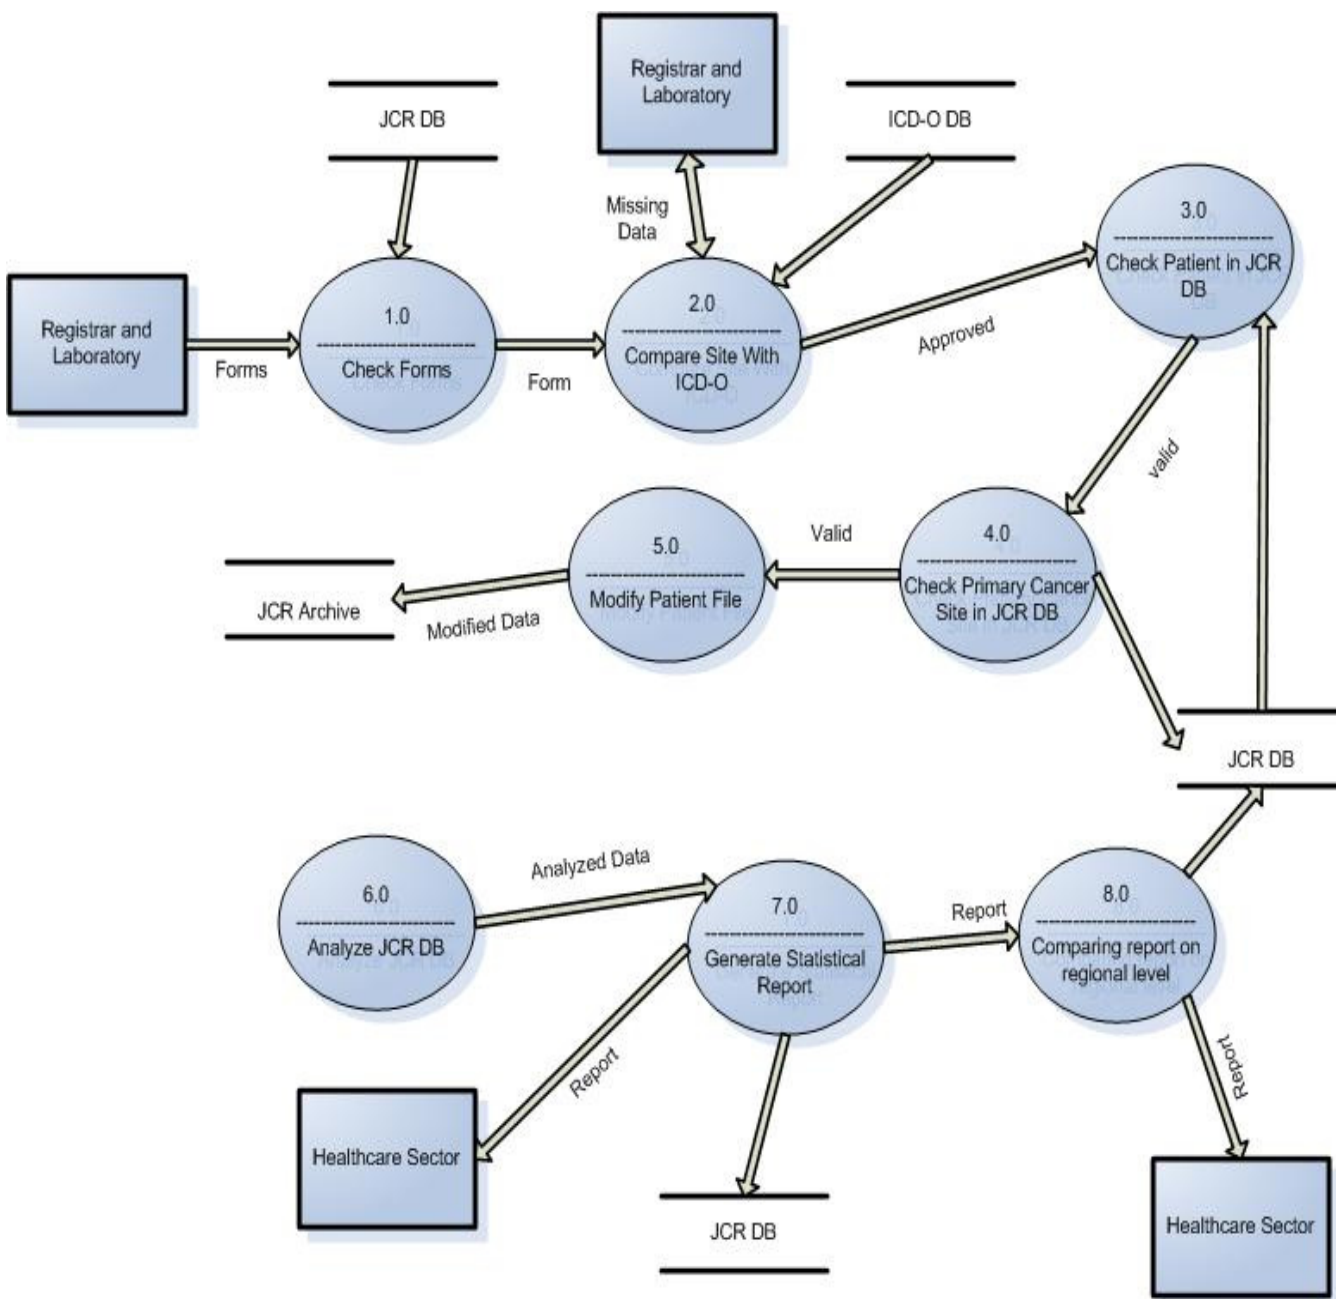 Registrar and
Laboratory
JCR DB
ICD-O DB
Missing
Data
3.0
Check Patient in JCR
DB
Registrar and
Laboratory
Forms
1.0
Check Forms
Form
2.0
Compare Site With
ICD-O
Approved
valid
JCR Archive
Modified Data
5.0
Modify Patient File
Valid
4.0
Check Primary Cancer
Site in JCR DB
JCR DB
6.0
Analyze JCR DB
Analyzed Data
7.0
Generate Statistical
Report
Report
8.0
Comparing report on
regional level
Report
Report
Healthcare Sector
JCR DB
Healthcare Sector